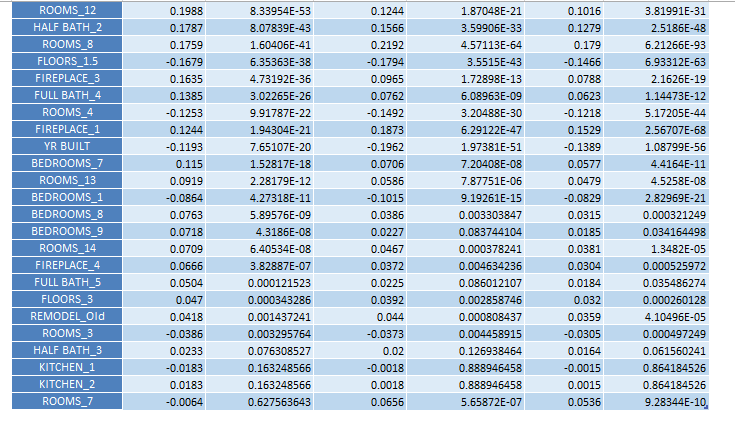 ROOMS_12 0.1988 8.33954E-53 0.1244 1.87048E-21 0.1016 3.81991E-31
HALF BATH_2 0.1787 8.07839E-43 0.1566 3.59906E-33 0.1279 2.5186E-48
ROOMS_8 0.1759 1.60406E-41 0.2192 4.57113E-64 0.179 6.21266E-93
FLOORS_1.5 -0.1679 6.35363E-38 -0.1794 3.5515E-43 -0.1466 6.93312E-63
FIREPLACE_3 0.1635 4.73192E-36 0.0965 1.72898E-13 0.0788 2.1626E-19
FULL BATH_4 0.1385 3.02265E-26 0.0762 6.08963E-09 0.0623 1.14473E-12
ROOMS_4 -0.1253 9.91787E-22 -0.1492 3.20488E-30 -0.1218 5.17205E-44
FIREPLACE_1 0.1244 1.94304E-21 0.1873 6.29122E-47 0.1529 2.56707E-68
YR BUILT -0.1193 7.65107E-20 -0.1962 1.97381E-51 -0.1389 1.08799E-56
BEDROOMS_7 0.115 1.52817E-18 0.0706 7.20408E-08 0.0577 4.4164E-11
ROOMS_13 0.0919 2.28179E-12 0.0586 7.87751E-06 0.0479 4.5258E-08
BEDROOMS_1 -0.0864 4.27318E-11 -0.1015 9.19261E-15 -0.0829 2.82969E-21
BEDROOMS_8 0.0763 5.89576E-09 0.0386 0.003303847 0.0315 0.000321249
BEDROOMS_9 0.0718 4.3186E-08 0.0227 0.083744104 0.0185 0.034164498
ROOMS_14 0.0709 6.40534E-08 0.0467 0.000378241 0.0381 1.3482E-05
FIREPLACE_4 0.0666 3.82887E-07 0.0372 0.004634236 0.0304 0.000525972
FULL BATH_5 0.0504 0.000121523 0.0225 0.086012107 0.0184 0.035486274
FLOORS_3 0.047 0.000343286 0.0392 0.002858746 0.032 0.000260128
REMODEL_Old 0.0418 0.001437241 0.044 0.000808437 0.0359 4.10496E-05
ROOMS_3 -0.0386 0.003295764 -0.0373 0.004458915 -0.0305 0.000497249
HALF BATH_3 0.0233 0.076308527 0.02 0.126938464 0.0164 0.061560241
KITCHEN_1 -0.0183 0.163248566 -0.0018 0.888946458 -0.0015 0.864184526
KITCHEN_2 0.0183 0.163248566 0.0018 0.888946458 0.0015 0.864184526
ROOMS_7 -0.0064 0.627563643 0.0656 5.65872E-07 0.0536 9.28344E-10